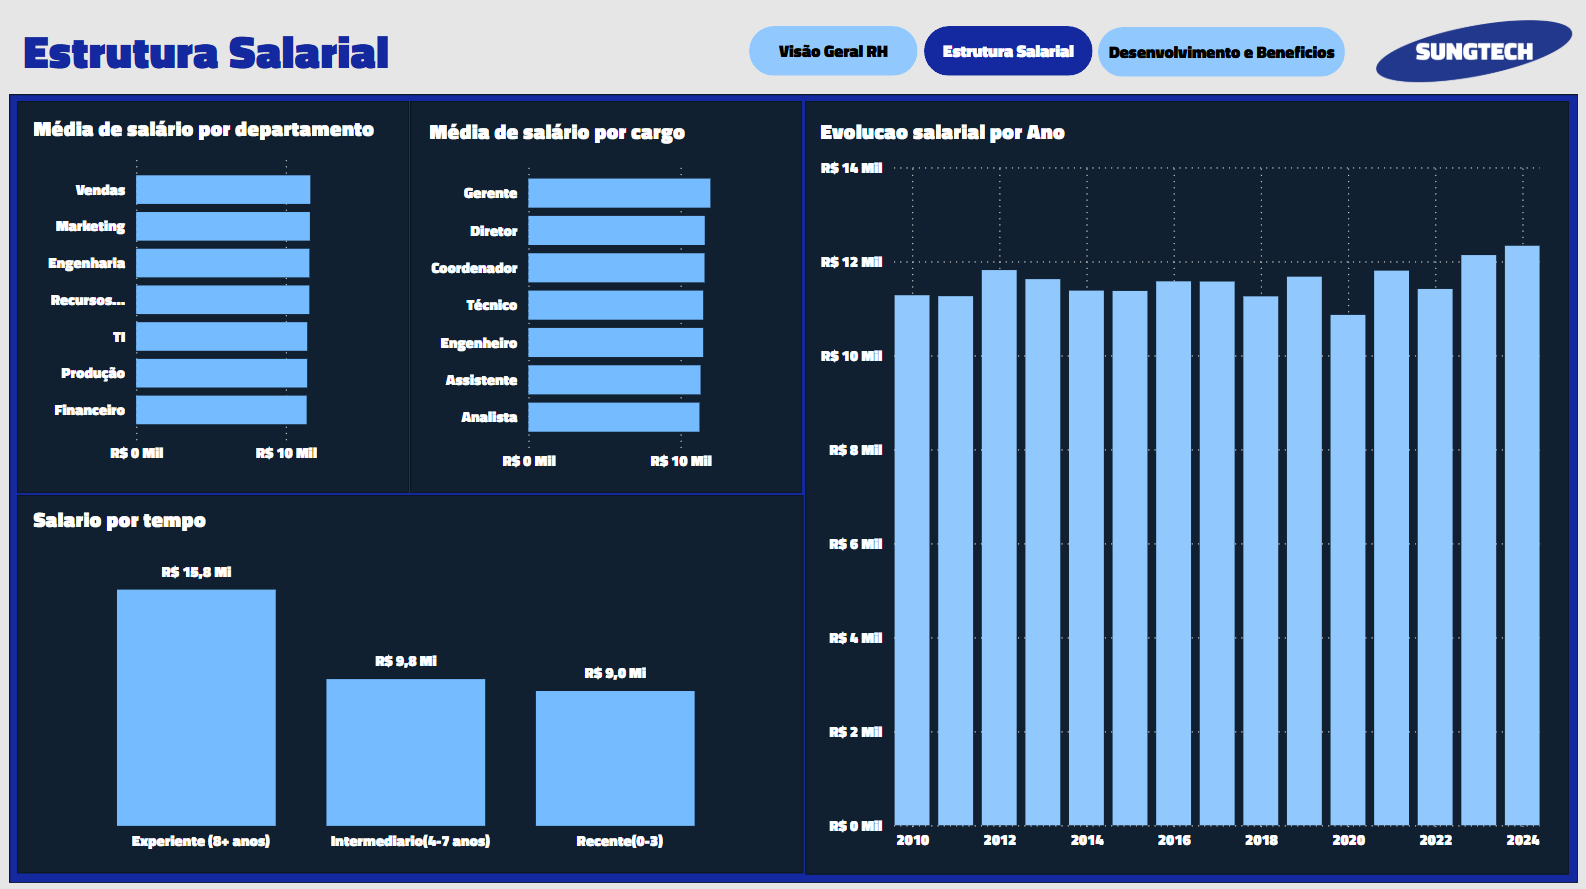 Estrutura Salarial
Visão Geral RH
Estrutura Salarial
Desenvolvimento e Beneficios
SUNGTECH
Média de salário por departamento
Vendas
Marketing
Engenharia
Recursos...
TI
Produção
Financeiro
R$ 0 Mil
R$ 10 Mil
Média de salário por cargo
Gerente
Diretor
Coordenador
Técnico
Engenheiro
Assistente
Analista
R$ 0 Mil
R$ 10 Mil
Salario por tempo
R$ 15,8 Mi
R$ 9,8 Mi
R$ 9,0 Mi
Experiente (8+ anos)
Intermediario(4-7 anos)
Recente(0-3)
Evolucao salarial por Ano
R$ 14 Mil
R$ 12 Mil
R$ 10 Mil
R$ 8 Mil
R$ 6 Mil
R$ 4 Mil
R$ 2 Mil
R$ 0 Mil
2010
2012
2014
2016
2018
2020
2022
2024